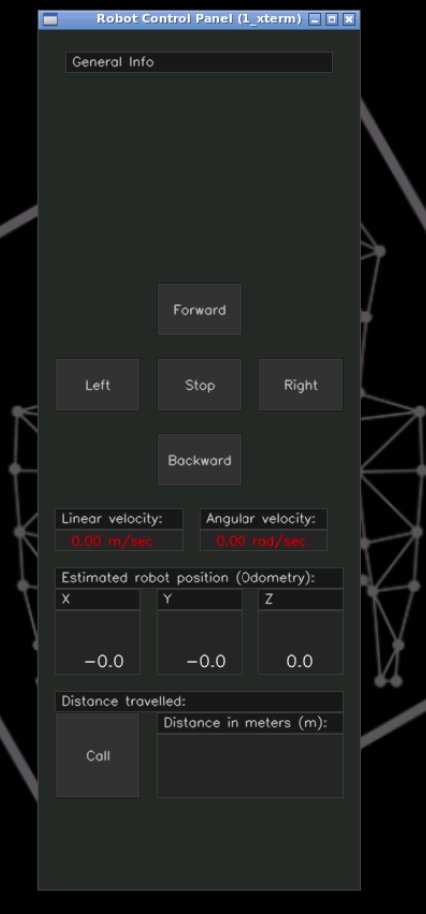 Robot Control Panel (1_xterm)
General Info
Forward
Left Stop Right
Backward
Linear velocity: Angular velocity:
0.00 m/sec 0.00 rad/sec
Estimated robot position (Odometry):
X Y Z
-0.0 -0.0 0.0
Distance travelled:
Distance in meters (m):
Call